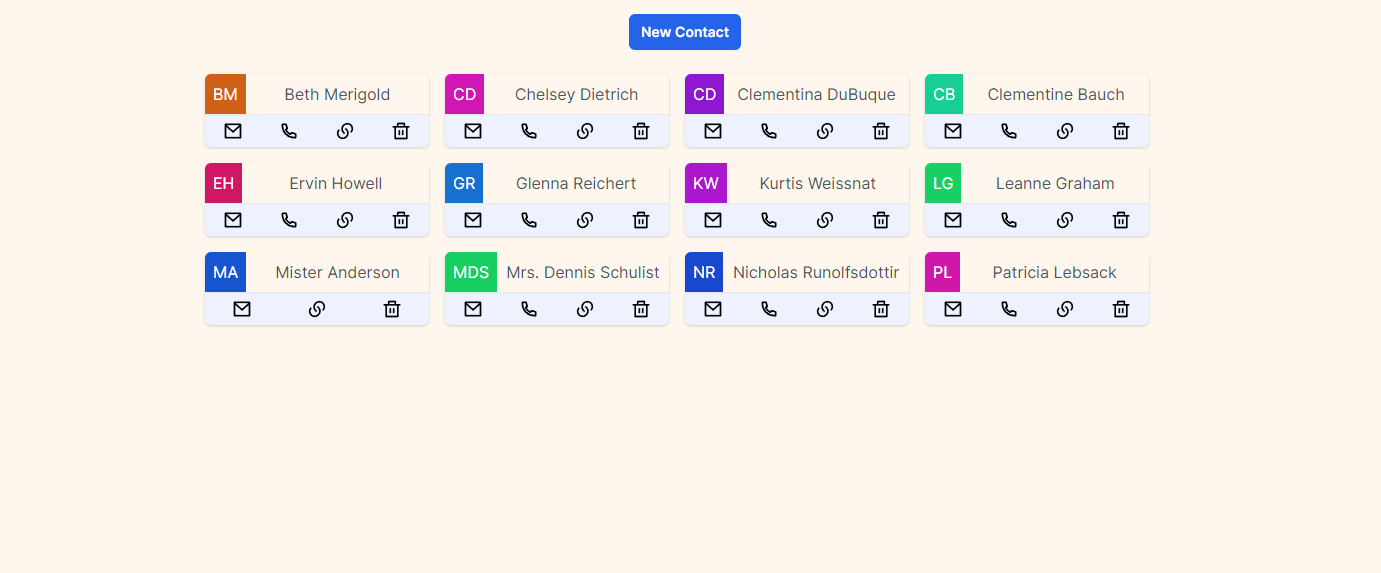 New Contact
BM Beth Merigold
CD Chelsey Dietrich
CD Clementina DuBuque
CB Clementine Bauch
EH Ervin Howell
GR Glenna Reichert
KW Kurtis Weissnat
LG Leanne Graham
MA Mister Anderson
MDS Mrs. Dennis Schulist
NR Nicholas Runolfsdottir
PL Patricia Lebsack